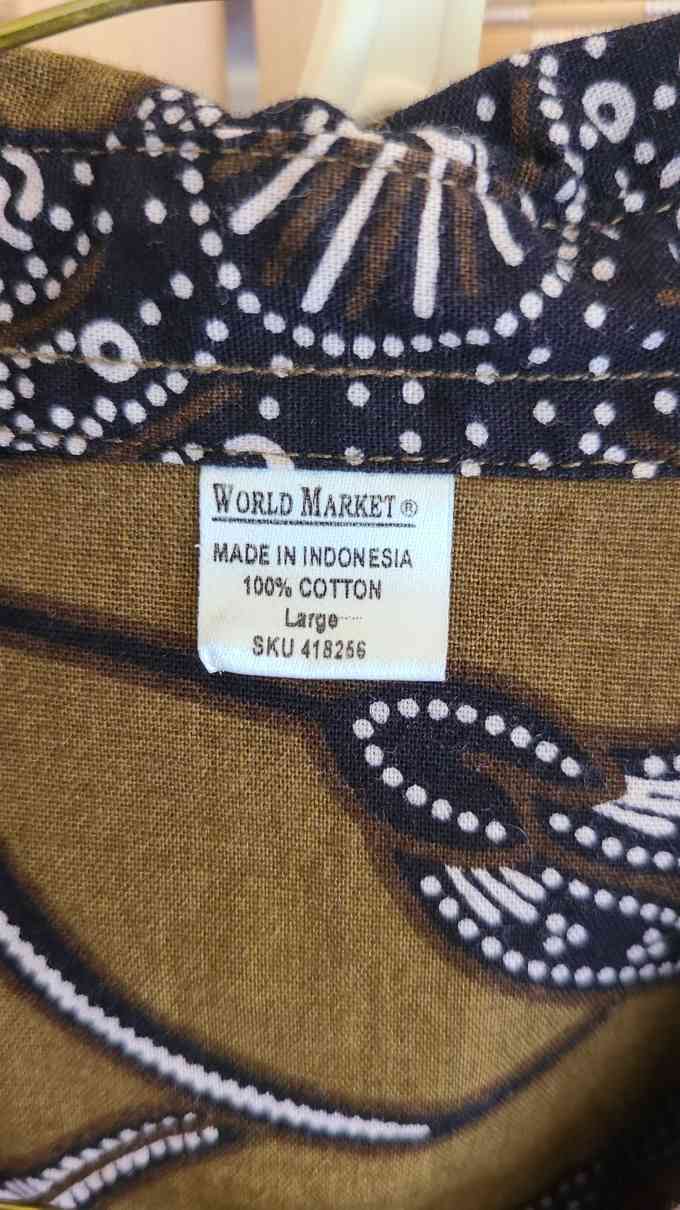 WORLD MARKET ®
MADE IN INDONESIA
100% COTTON
Large
SKU 418256